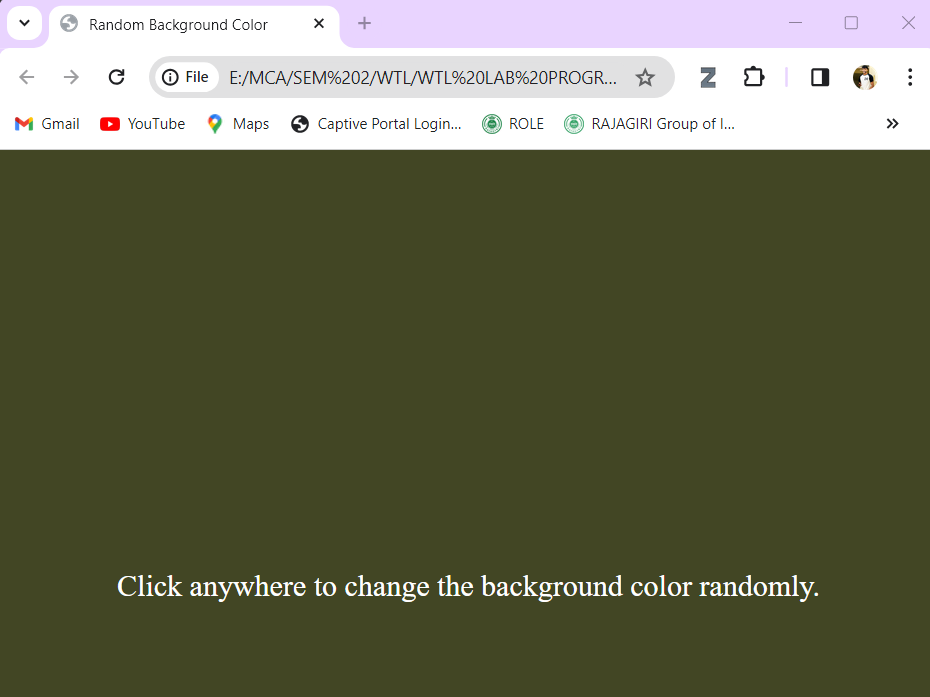 Random Background Color
File E:/MCA/SEM%202/WTL/WTL%20LAB%20PROGR...
Gmail YouTube Maps Captive Portal Login... ROLE RAJAGIRI Group of I...
Click anywhere to change the background color randomly.